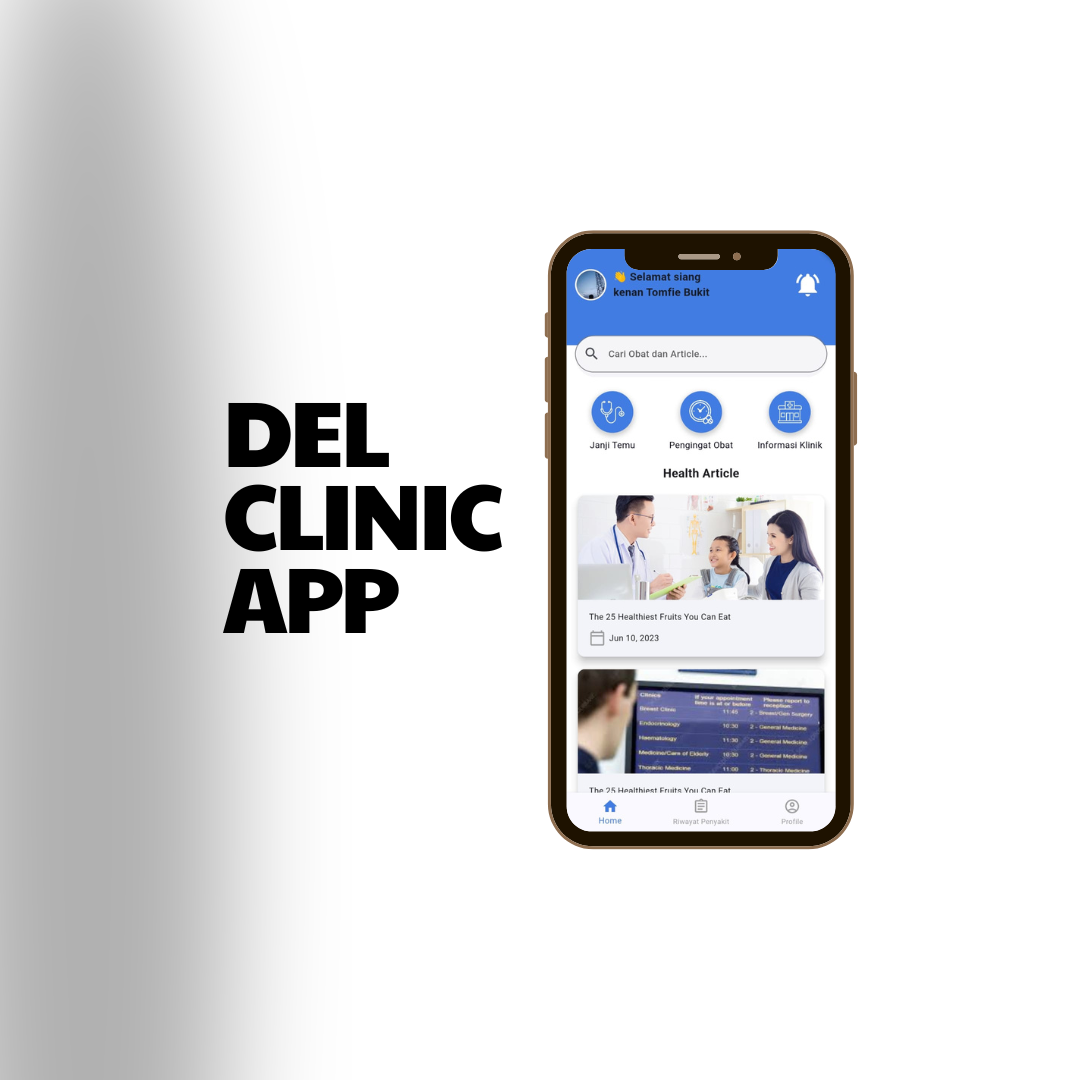 DEL
CLINIC
APP
👋 Selamat siang
kenan Tomfie Bukit
Cari Obat dan Article...
Janji Temu
Pengingat Obat
Informasi Klinik
Health Article
The 25 Healthiest Fruits You Can Eat
Jun 10, 2023
Clinics If your appointment Please report to
time is at or before reception:
Breast Clinic 11:45 2 - Breast/Gen Surgery
Endocrinology 10:30 2 - General Medicine
Haematology 11:30 2 - General Medicine
Medicine/Care of Elderly 10:30 2 - General Medicine
Thoracic Medicine 11:00 2 - Thoracic Medicine
The 25 Healthiest Fruits You Can Eat
Home
Riwayat Penyakit
Profile